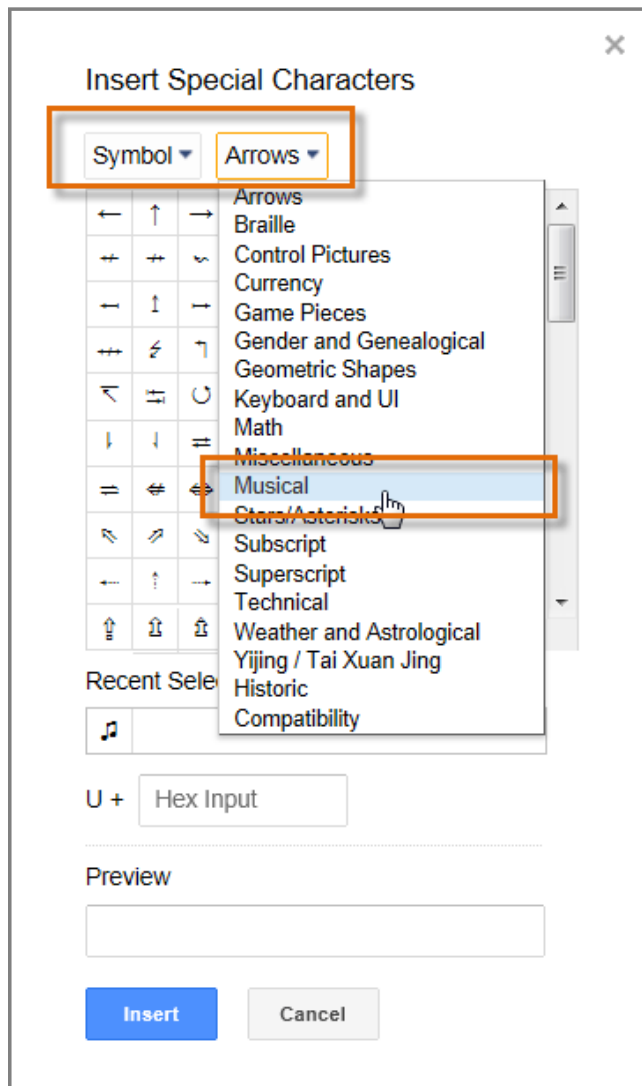 Insert Special Characters
Symbol Arrows
Arrows
Braille
Control Pictures
Currency
Game Pieces
Gender and Genealogical
Geometric Shapes
Keyboard and UI
Math
Miscellaneous
Musical
Stars/Asterisks
Subscript
Superscript
Technical
Weather and Astrological
Yijing / Tai Xuan Jing
Historic
Compatibility
Recent Sele
U + Hex Input
Preview
Insert Cancel